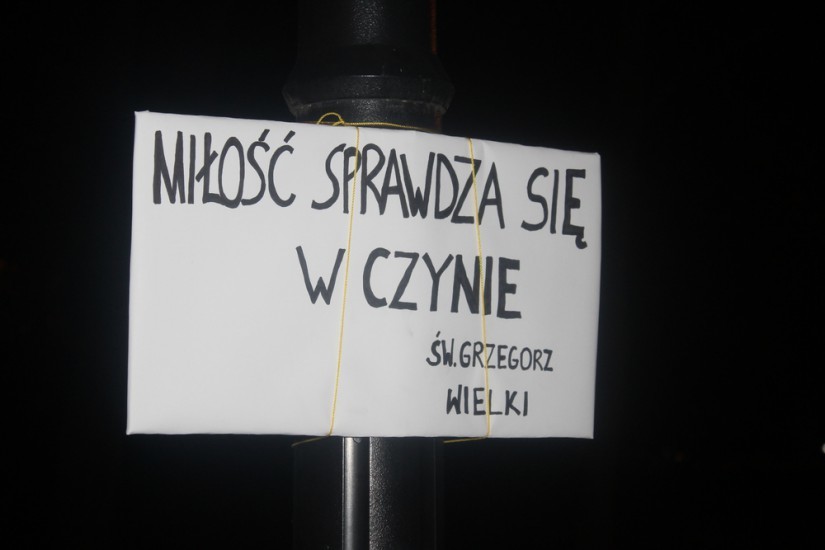 MIŁOŚĆ SPRAWDZA SIĘ
W CZYNIE
ŚW. GRZEGORZ
WIELKI